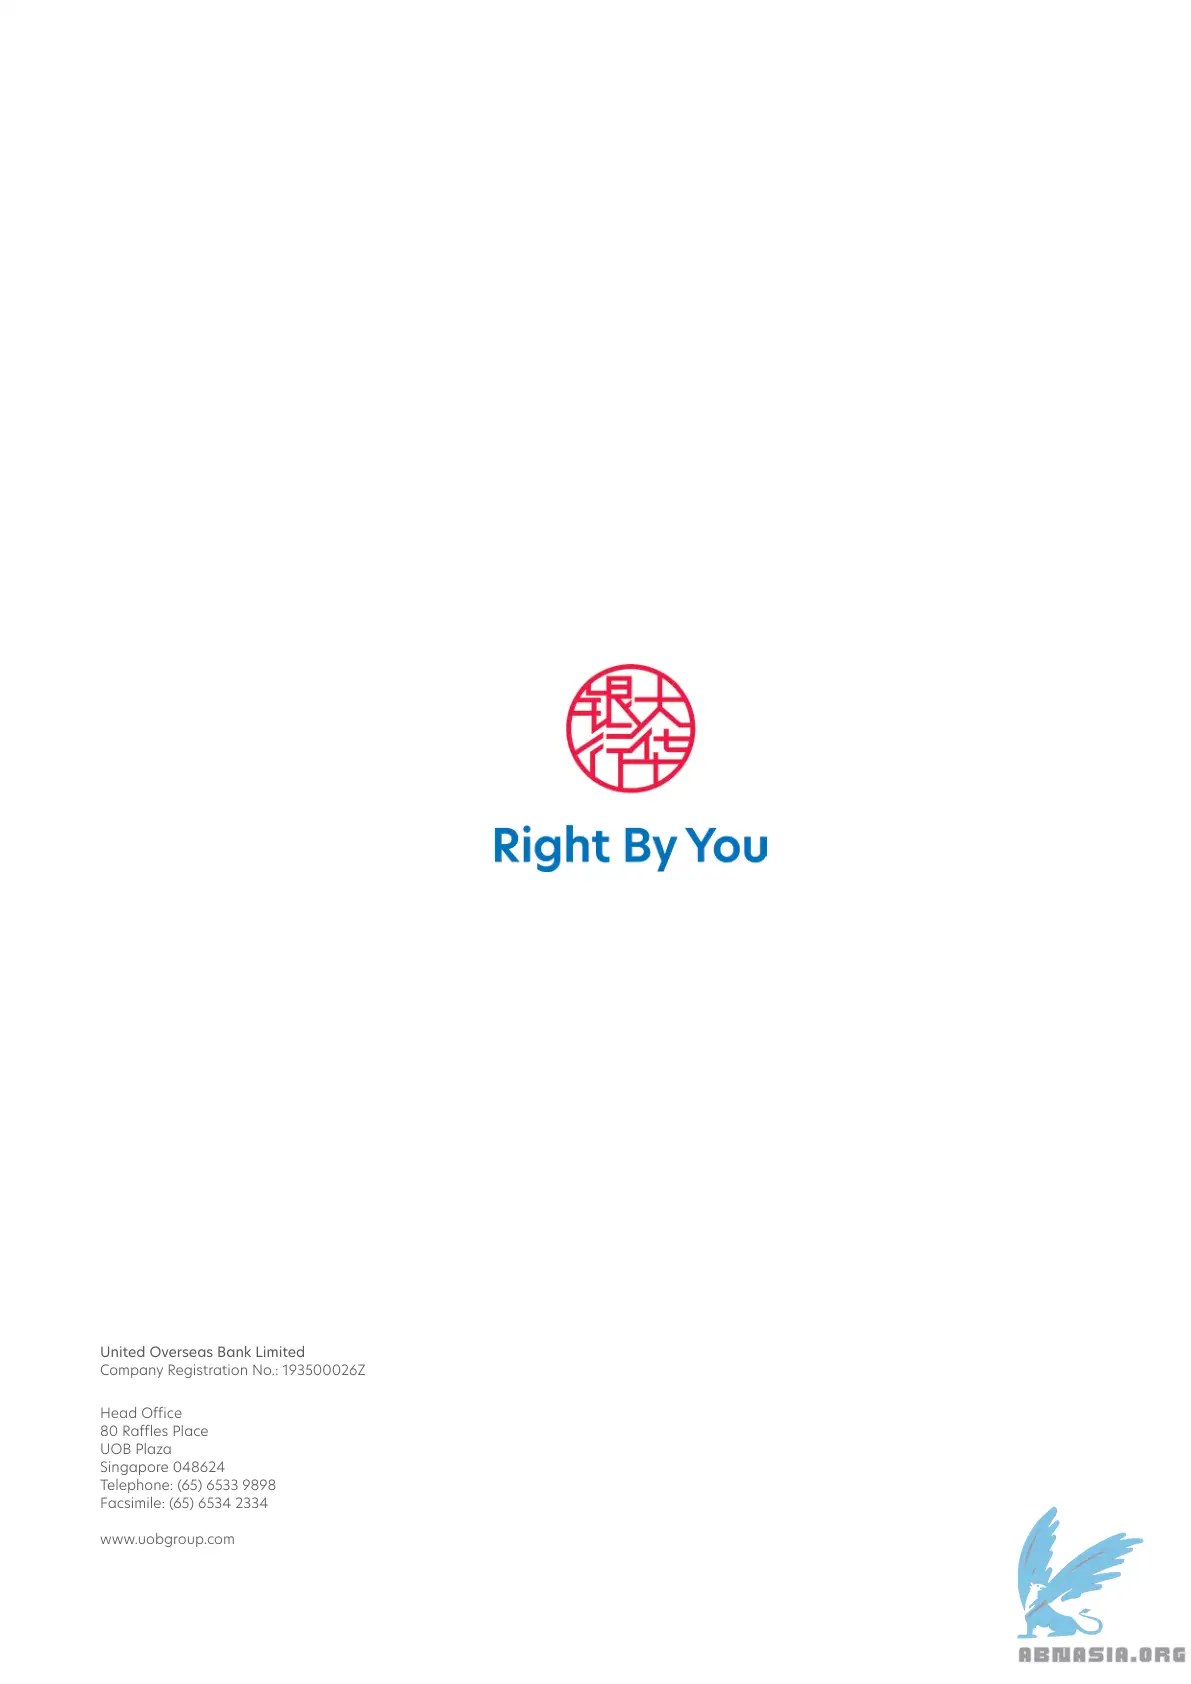 大华
银行
Right By You
United Overseas Bank Limited
Company Registration No.: 193500026Z
Head Office
80 Raffles Place
UOB Plaza
Singapore 048624
Telephone: (65) 6533 9898
Facsimile: (65) 6534 2334
www.uobgroup.com
ABNASIA.ORG